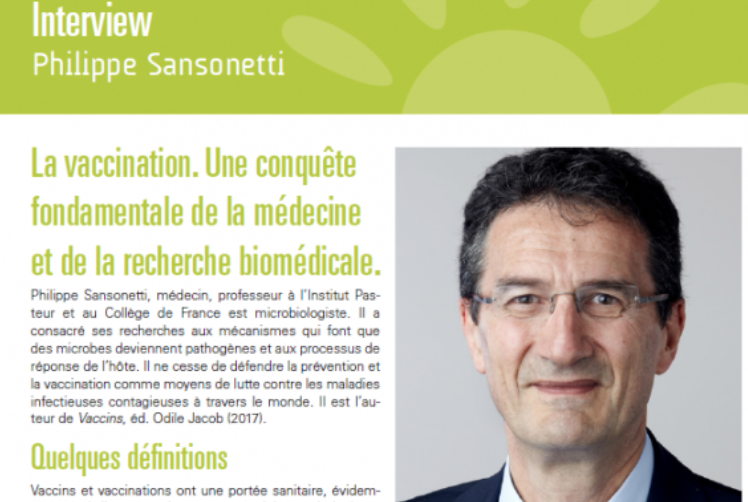 Interview
Philippe Sansonetti
La vaccination. Une conquête
fondamentale de la médecine
et de la recherche biomédicale.
Philippe Sansonetti, médecin, professeur à l'Institut Pas-
teur et au Collège de France est microbiologiste. Il a
consacré ses recherches aux mécanismes qui font que
des microbes deviennent pathogènes et aux processus de
réponse de l'hôte. Il ne cesse de défendre la prévention et
la vaccination comme moyens de lutte contre les maladies
infectieuses contagieuses à travers le monde. Il est l'au-
teur de Vaccins, éd. Odile Jacob (2017).
Quelques définitions
Vaccins et vaccinations ont une portée sanitaire, évidem-